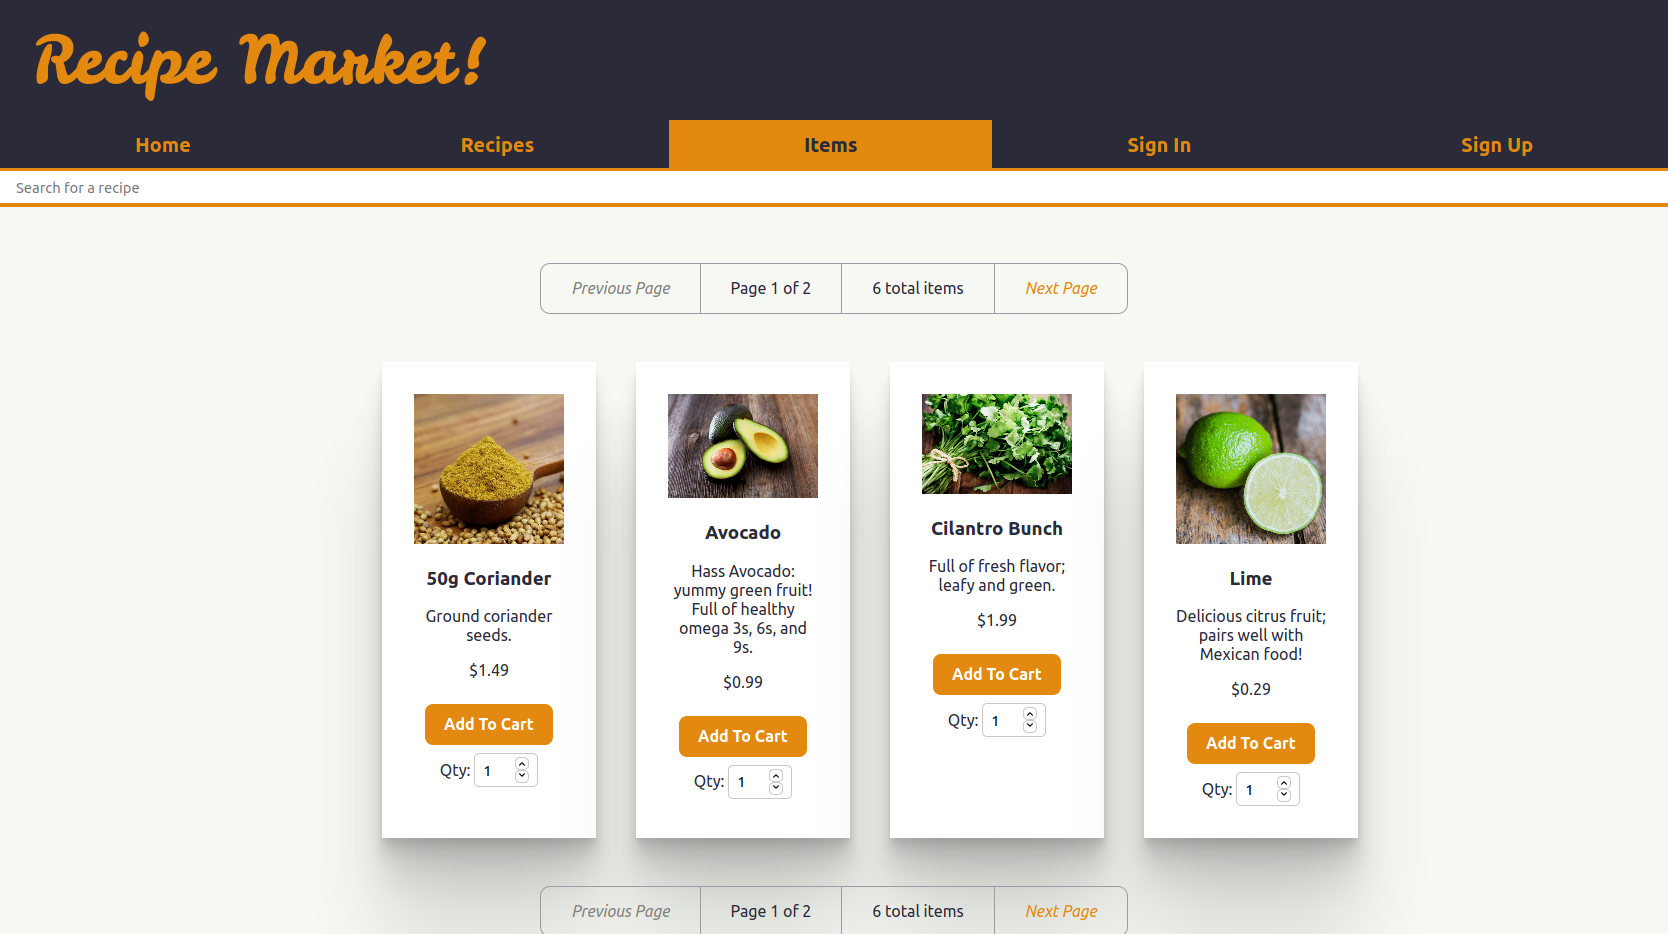 Recipe Market!
Home Recipes Items Sign In Sign Up
Search for a recipe
Previous Page Page 1 of 2 6 total items Next Page
50g Coriander
Ground coriander
seeds.
$1.49
Add To Cart
Qty: 1
Avocado
Hass Avocado:
yummy green fruit!
Full of healthy
omega 3s, 6s, and
9s.
$0.99
Add To Cart
Qty: 1
Cilantro Bunch
Full of fresh flavor;
leafy and green.
$1.99
Add To Cart
Qty: 1
Lime
Delicious citrus fruit;
pairs well with
Mexican food!
$0.29
Add To Cart
Qty: 1
Previous Page Page 1 of 2 6 total items Next Page